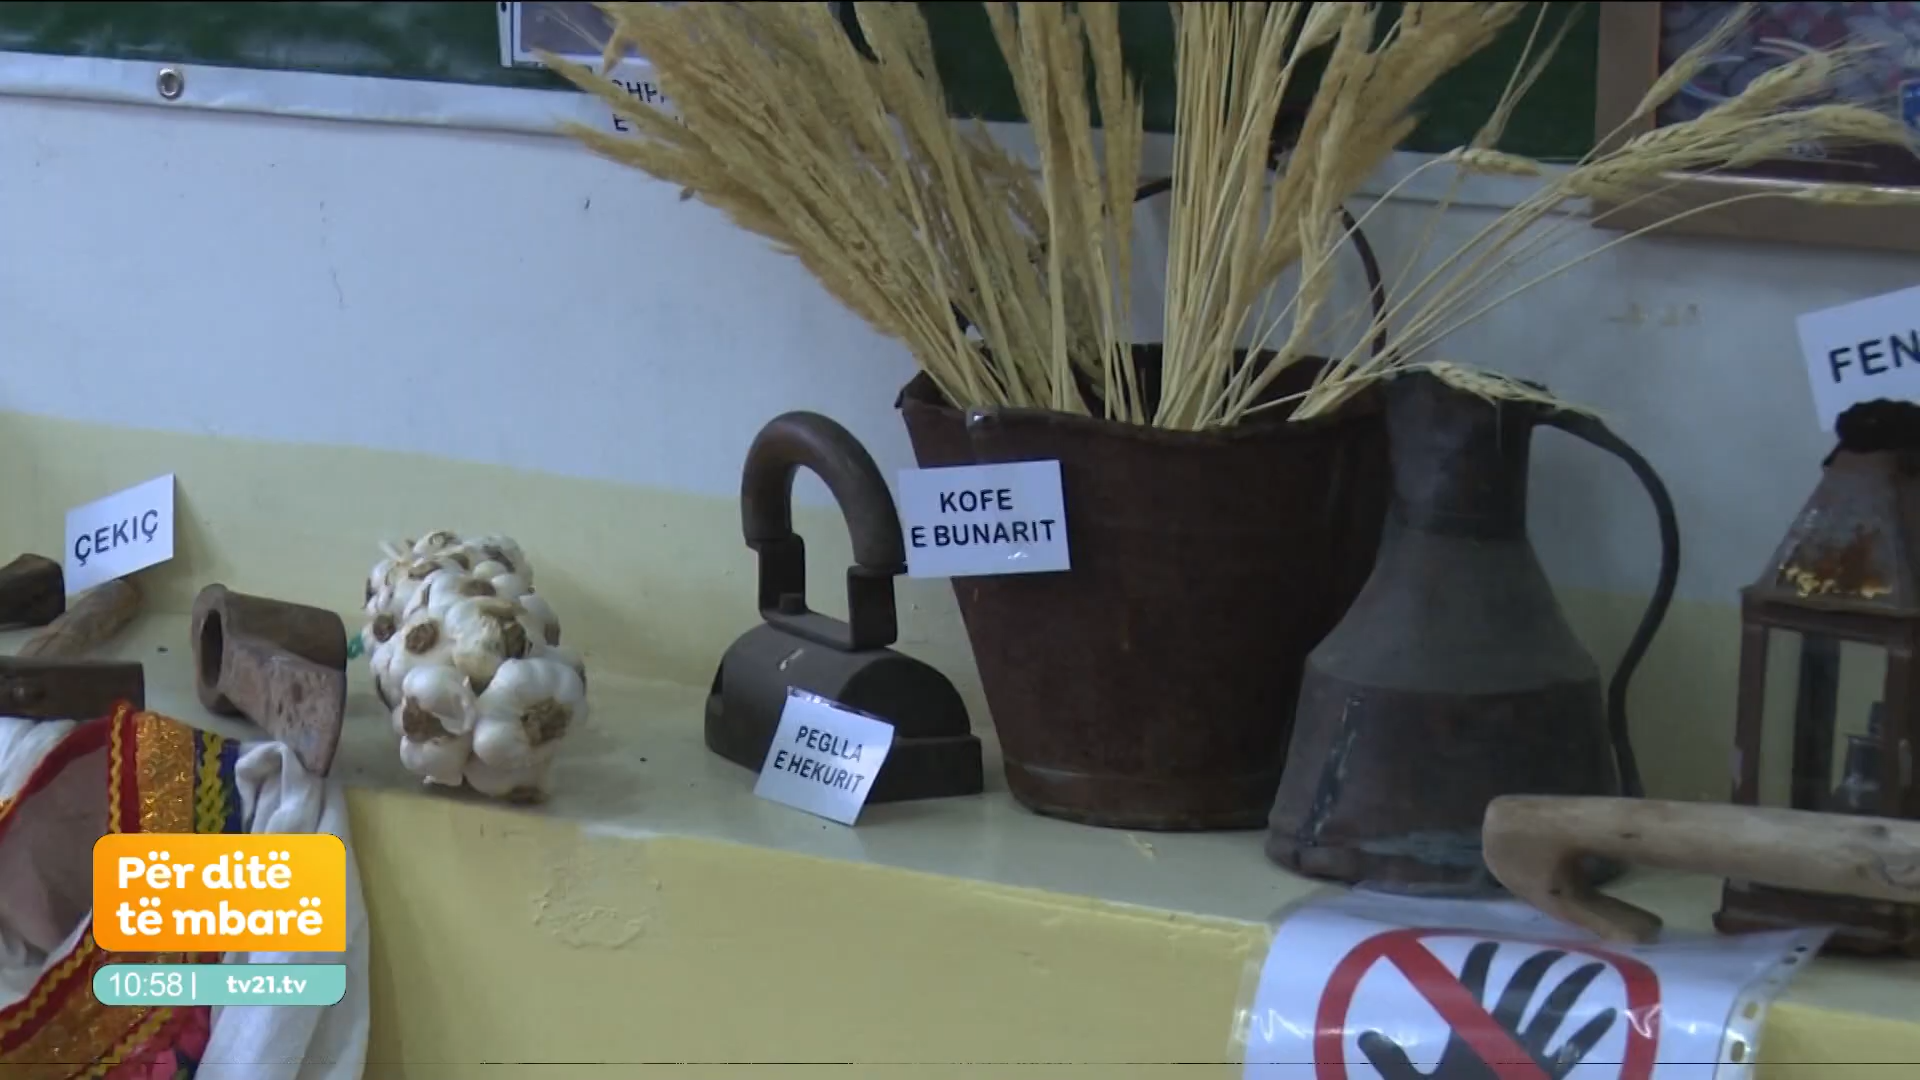 ÇEKIÇ
KOFE
E BUNARIT
PEGLLA
E HEKURIT
FEN
Për ditë
të mbarë
10:58 | tv21.tv